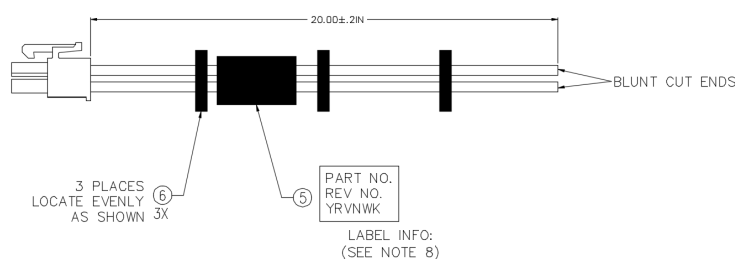 20.00±.2IN
BLUNT CUT ENDS
3 PLACES
LOCATE EVENLY
AS SHOWN
6
3X
5
PART NO.
REV NO.
YRVNWK
LABEL INFO:
(SEE NOTE 8)